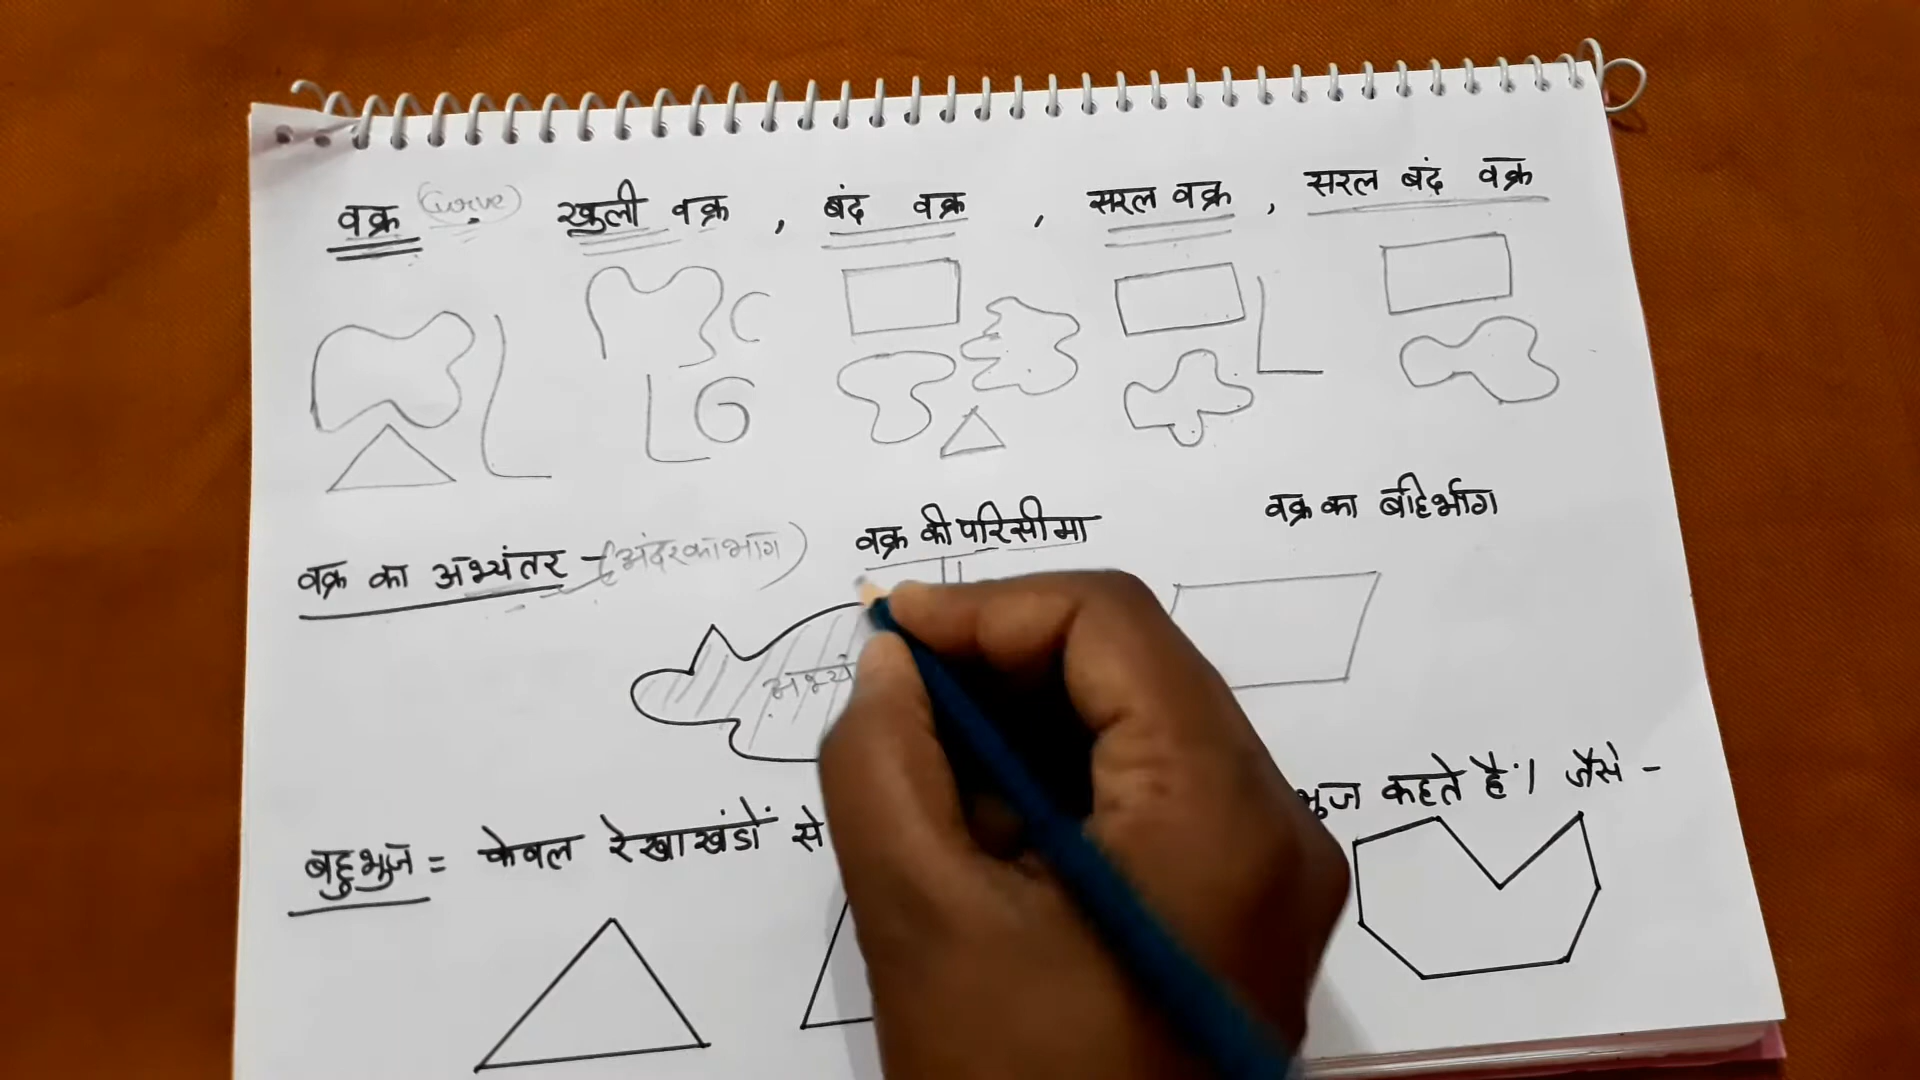 वक्र (Curve) खुली वक्र , बंद वक्र , सरल वक्र , सरल बंद वक्र
वक्र का अभ्यंतर - (अंदर का भाग) वक्र की परिसीमा वक्र का बहिर्भाग
अभ्यं
बहुभुज = केवल रेखाखंडों से भुज कहते हैं। जैसे -